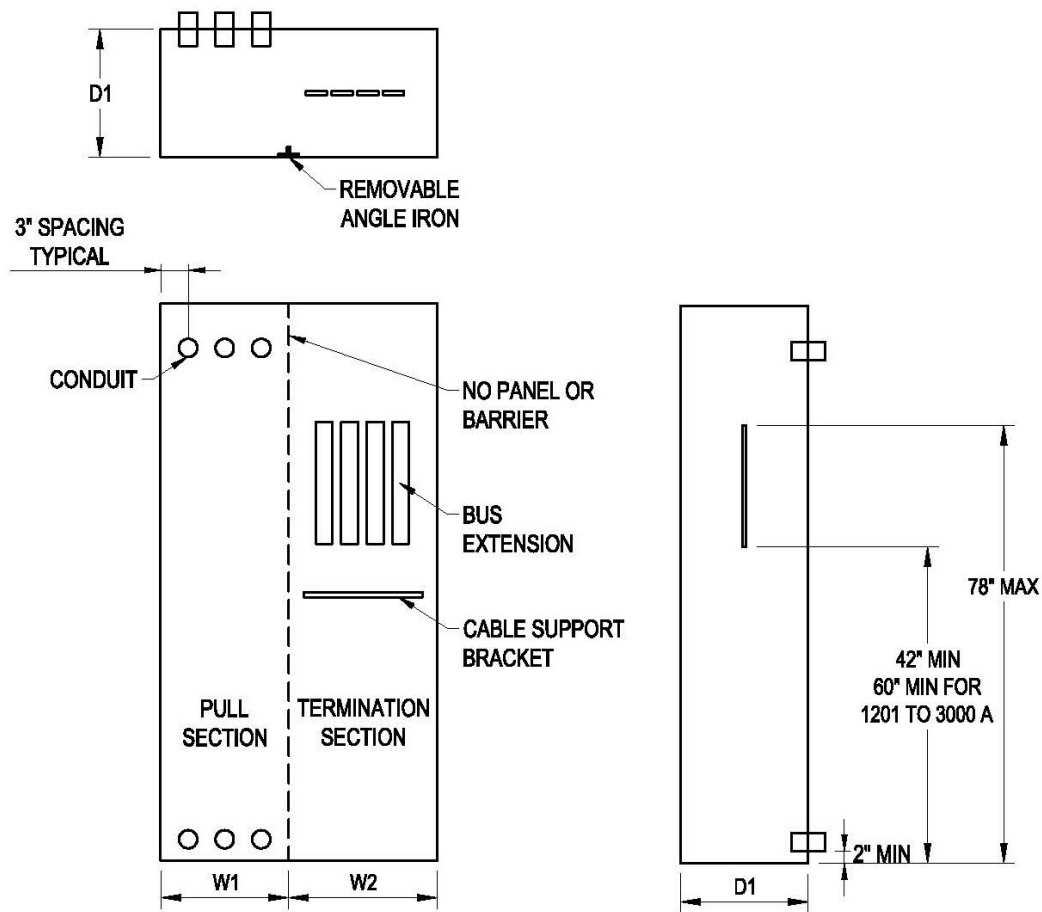 D1
REMOVABLE
ANGLE IRON
3" SPACING
TYPICAL
CONDUIT
NO PANEL OR
BARRIER
BUS
EXTENSION
CABLE SUPPORT
BRACKET
PULL
SECTION
TERMINATION
SECTION
W1
W2
78" MAX
42" MIN
60" MIN FOR
1201 TO 3000 A
2" MIN
D1